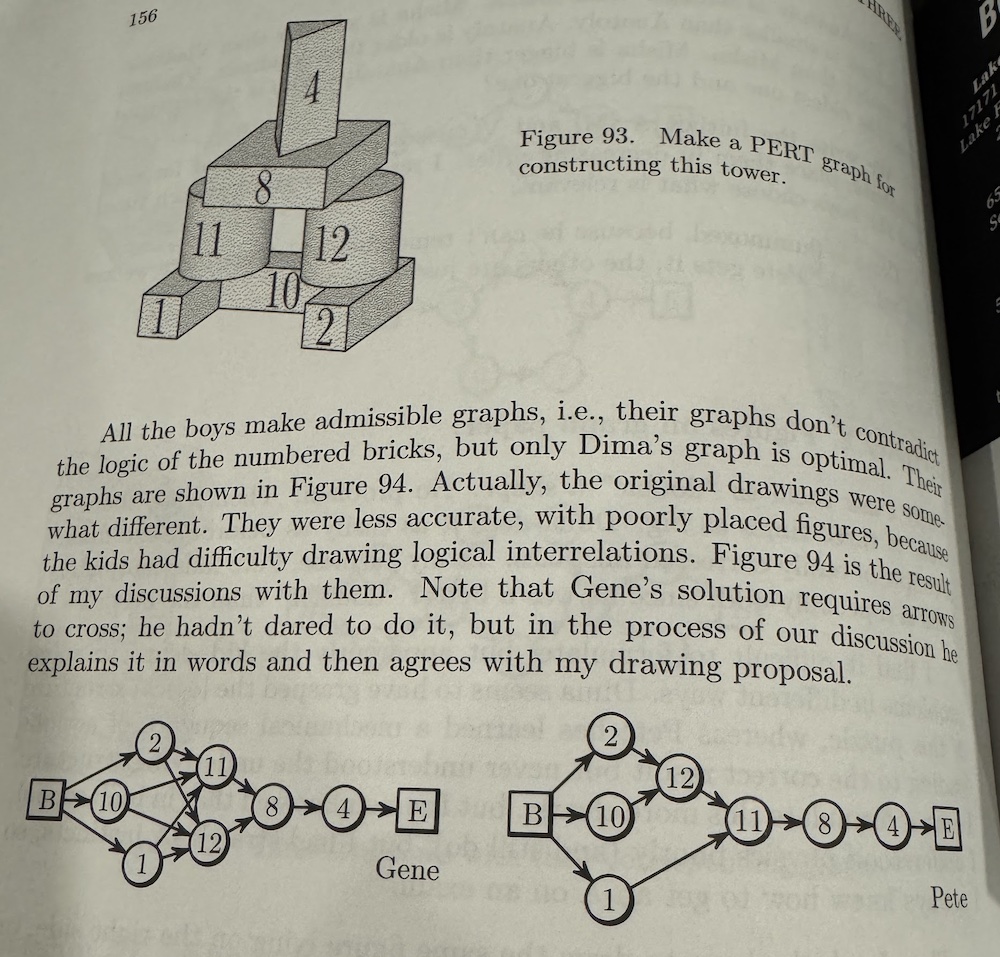 156
4
8
11
12
10
1
2
Figure 93. Make a PERT graph for
constructing this tower.
All the boys make admissible graphs, i.e., their graphs don't contradict
the logic of the numbered bricks, but only Dima's graph is optimal. Their
graphs are shown in Figure 94. Actually, the original drawings were some-
what different. They were less accurate, with poorly placed figures, because
the kids had difficulty drawing logical interrelations. Figure 94 is the result
of my discussions with them. Note that Gene's solution requires arrows
to cross; he hadn't dared to do it, but in the process of our discussion he
explains it in words and then agrees with my drawing proposal.
B
2
10
1
11
12
8
4
E
Gene
B
2
10
1
12
11
8
4
E
Pete
17171